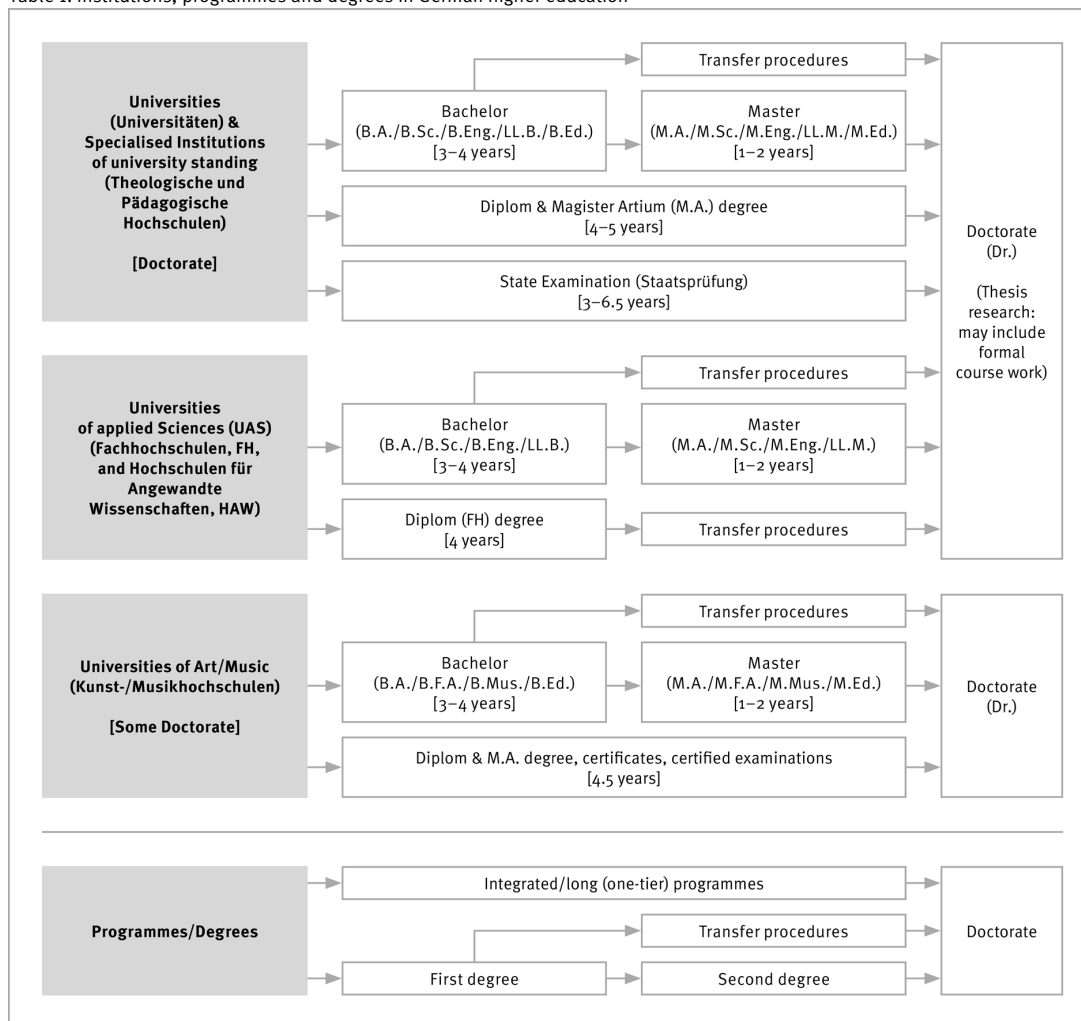 Table 1: Institutions, programmes and degrees in German higher education
Universities
(Universitäten) &
Specialised Institutions
of university standing
(Theologische und
Pädagogische
Hochschulen)
[Doctorate]
Transfer procedures
Bachelor
(B.A./B.Sc./B.Eng./LL.B./B.Ed.)
[3–4 years]
Master
(M.A./M.Sc./M.Eng./LL.M./M.Ed.)
[1–2 years]
Diplom & Magister Artium (M.A.) degree
[4–5 years]
State Examination (Staatsprüfung)
[3–6.5 years]
Doctorate
(Dr.)
(Thesis
research:
may include
formal
course work)
Universities
of applied Sciences (UAS)
(Fachhochschulen, FH,
and Hochschulen für
Angewandte
Wissenschaften, HAW)
Transfer procedures
Bachelor
(B.A./B.Sc./B.Eng./LL.B.)
[3–4 years]
Master
(M.A./M.Sc./M.Eng./LL.M.)
[1–2 years]
Diplom (FH) degree
[4 years]
Transfer procedures
Universities of Art/Music
(Kunst-/Musikhochschulen)
[Some Doctorate]
Transfer procedures
Bachelor
(B.A./B.F.A./B.Mus./B.Ed.)
[3–4 years]
Master
(M.A./M.F.A./M.Mus./M.Ed.)
[1–2 years]
Diplom & M.A. degree, certificates, certified examinations
[4.5 years]
Doctorate
(Dr.)
Programmes/Degrees
Integrated/long (one-tier) programmes
Transfer procedures
First degree
Second degree
Doctorate